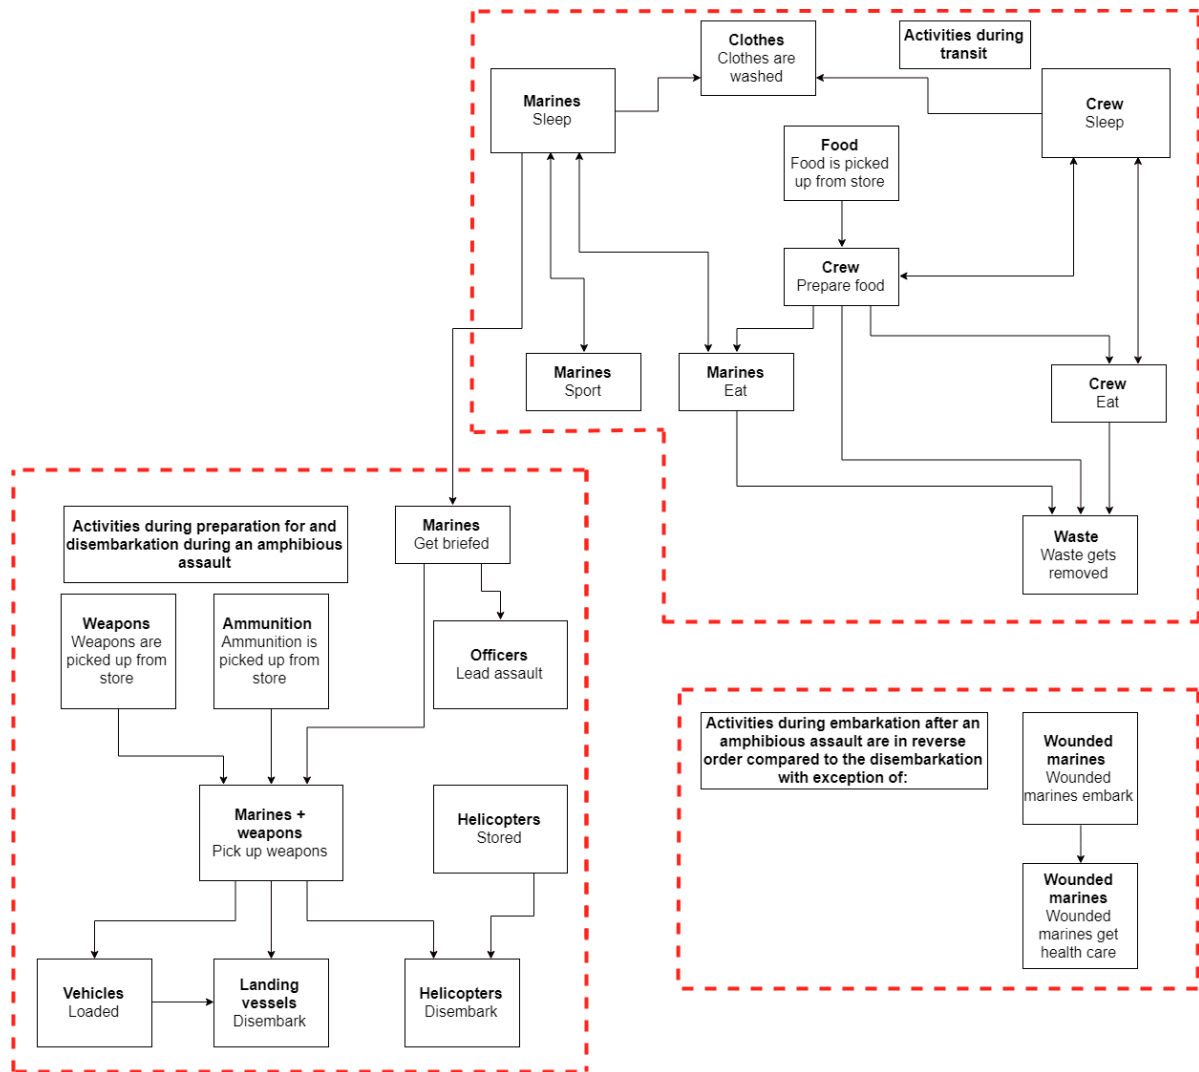 Clothes
Clothes are
washed
Activities during
transit
Marines
Sleep
Crew
Sleep
Food
Food is picked
up from store
Crew
Prepare food
Marines
Sport
Marines
Eat
Crew
Eat
Waste
Waste gets
removed
Activities during preparation for and
disembarkation during an amphibious
assault
Marines
Get briefed
Weapons
Weapons are
picked up from
store
Ammunition
Ammunition is
picked up from
store
Officers
Lead assault
Marines +
weapons
Pick up weapons
Helicopters
Stored
Vehicles
Loaded
Landing
vessels
Disembark
Helicopters
Disembark
Activities during embarkation after an
amphibious assault are in reverse
order compared to the disembarkation
with exception of:
Wounded
marines
Wounded
marines embark
Wounded
marines
Wounded
marines get
health care